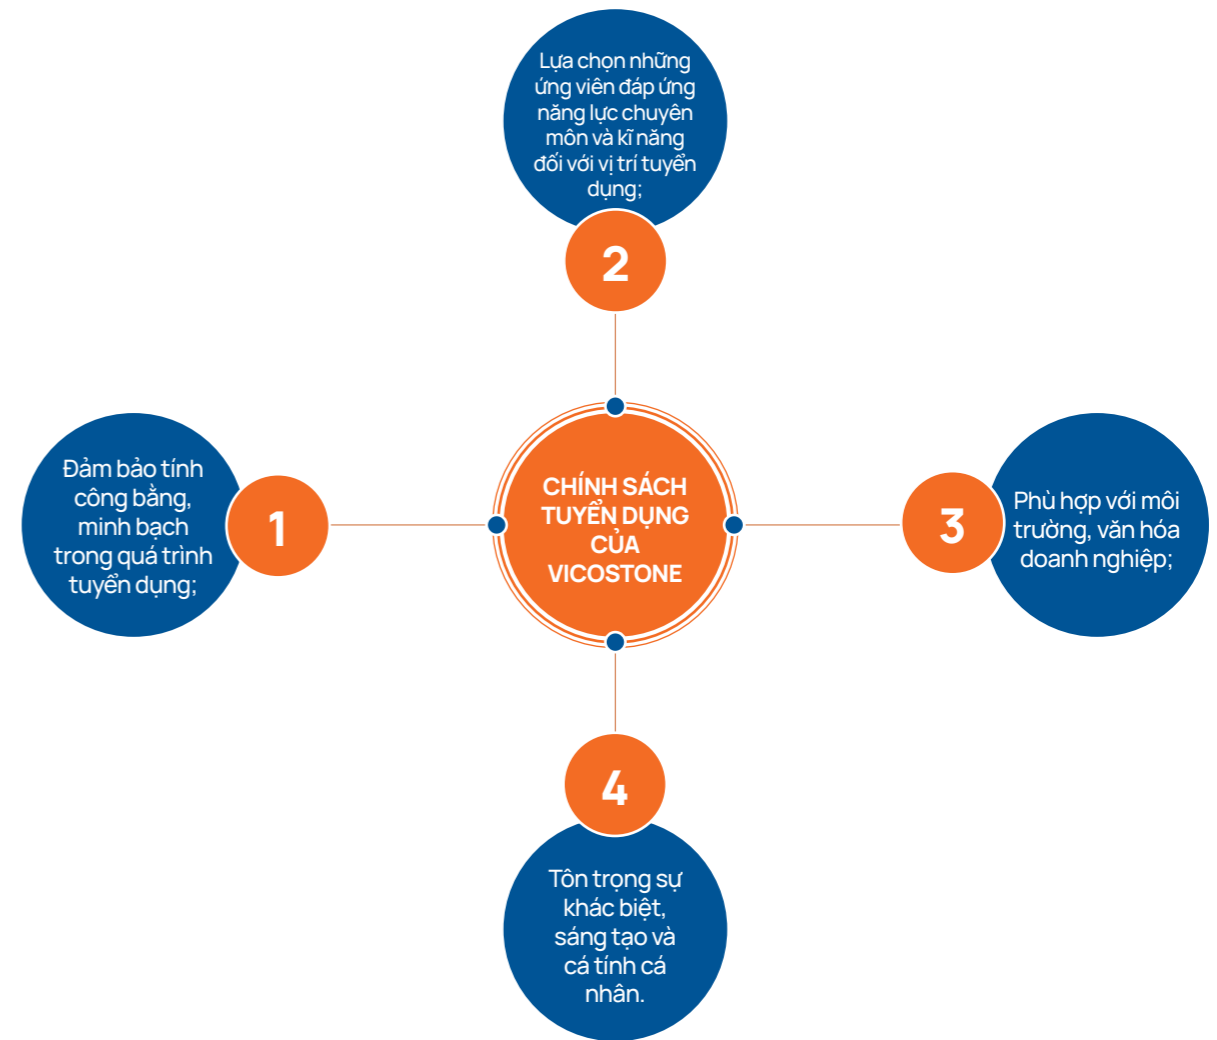 Lựa chọn những
ứng viên đáp ứng
năng lực chuyên
môn và kĩ năng
đối với vị trí tuyển
dụng;
2
Đảm bảo tính
công bằng,
minh bạch
trong quá trình
tuyển dụng;
1
CHÍNH SÁCH
TUYỂN DỤNG
CỦA
VICOSTONE
3
Phù hợp với môi
trường, văn hóa
doanh nghiệp;
4
Tôn trọng sự
khác biệt,
sáng tạo và
cá tính cá
nhân.